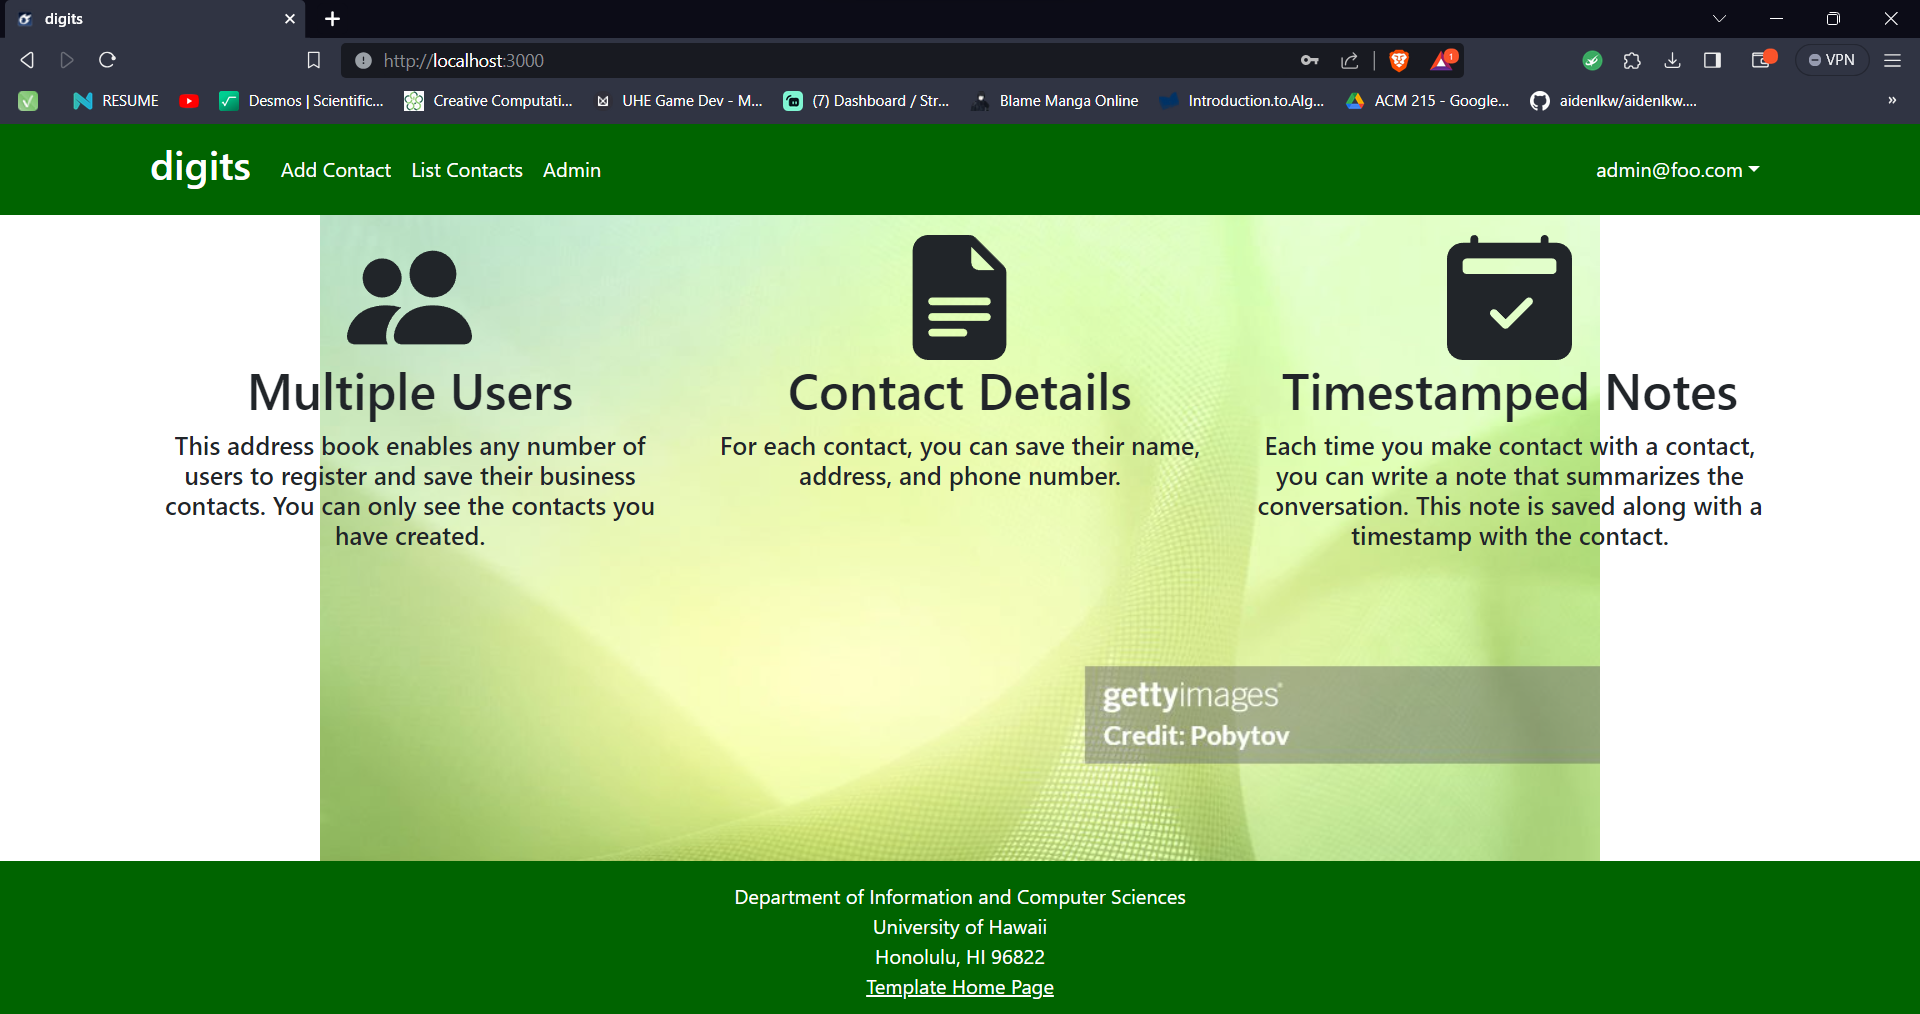 digits
http://localhost:3000
1
VPN
RESUME
Desmos | Scientific...
Creative Computati...
UHE Game Dev - M...
(7) Dashboard / Str...
Blame Manga Online
Introduction.to.Alg...
ACM 215 - Google...
aidenlkw/aidenlkw....
»
digits
Add Contact
List Contacts
Admin
admin@foo.com
Multiple Users
This address book enables any number of
users to register and save their business
contacts. You can only see the contacts you
have created.
Contact Details
For each contact, you can save their name,
address, and phone number.
Timestamped Notes
Each time you make contact with a contact,
you can write a note that summarizes the
conversation. This note is saved along with a
timestamp with the contact.
gettyimages®
Credit: Pobytov
Department of Information and Computer Sciences
University of Hawaii
Honolulu, HI 96822
Template Home Page